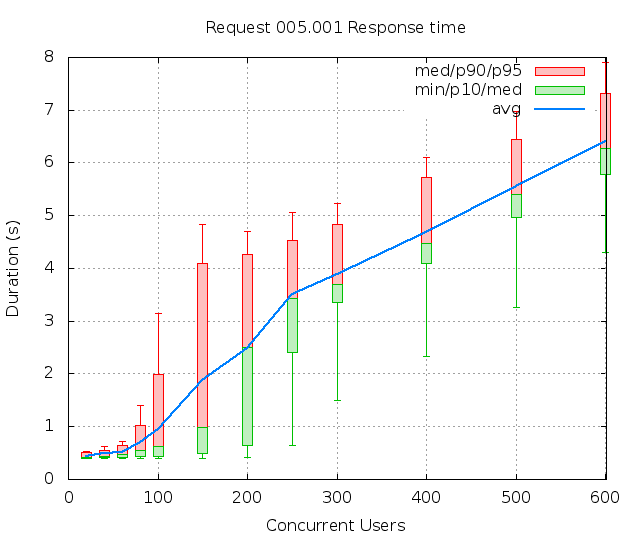 Request 005.001 Response time
med/p90/p95
min/p10/med
avg
Duration (s)
8
7
6
5
4
3
2
1
0
0 100 200 300 400 500 600
Concurrent Users